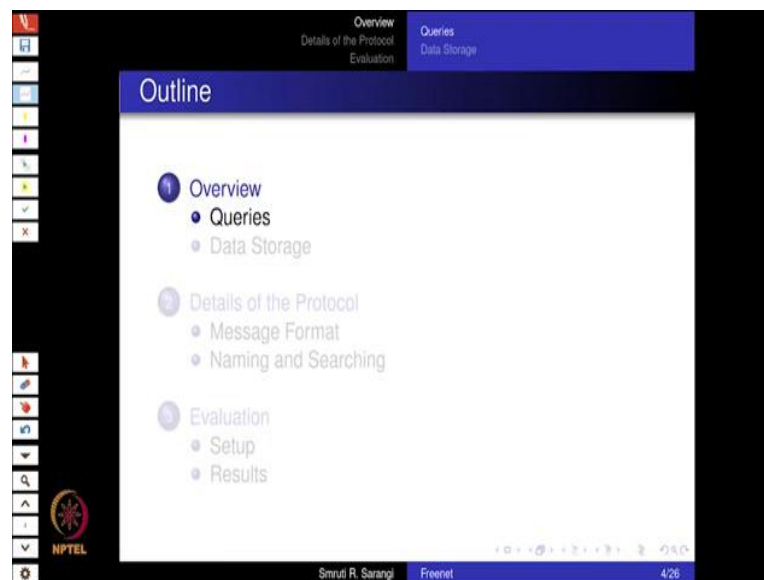 Overview
Details of the Protocol
Evaluation
Queries
Data Storage
Outline
1 Overview
Queries
Data Storage
2 Details of the Protocol
Message Format
Naming and Searching
3 Evaluation
Setup
Results
NPTEL
Smruti R. Sarangi Freenet 4/26